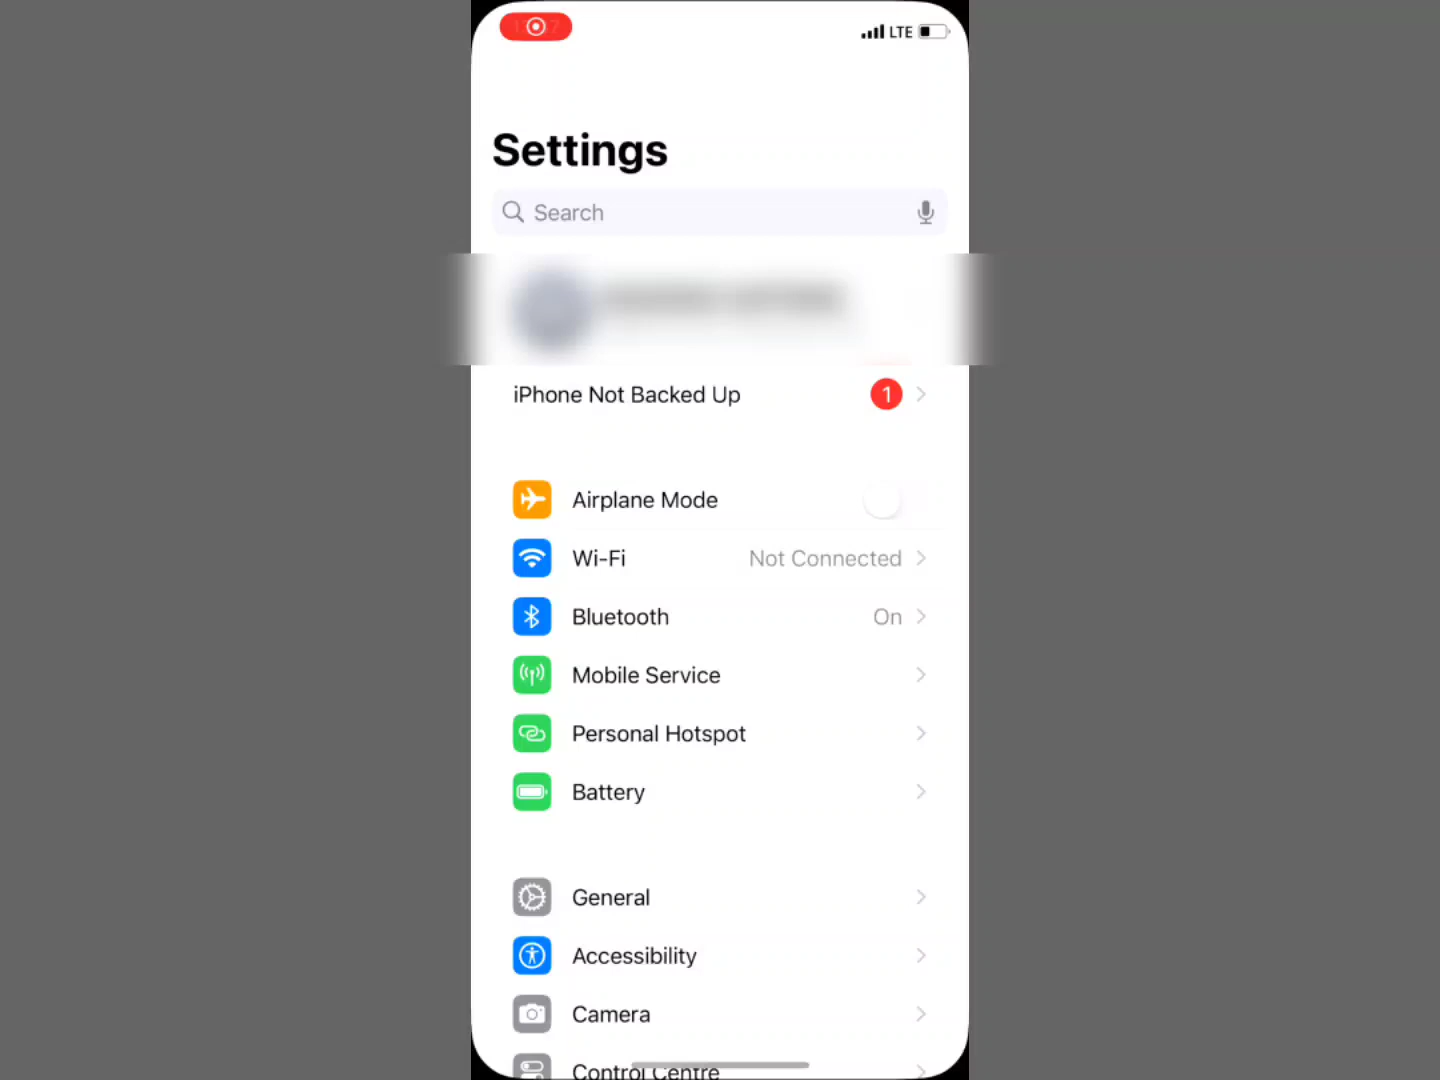 LTE
Settings
Search
iPhone Not Backed Up 1
Airplane Mode
Wi-Fi Not Connected
Bluetooth On
Mobile Service
Personal Hotspot
Battery
General
Accessibility
Camera
Control Centre